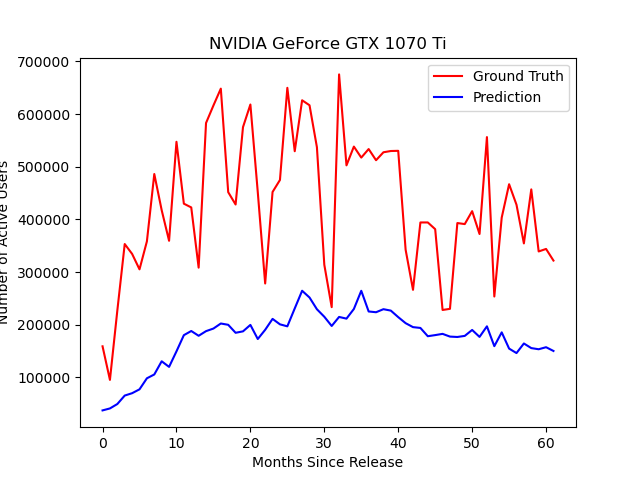 NVIDIA GeForce GTX 1070 Ti
Ground Truth
Prediction
700000
600000
500000
400000
300000
200000
100000
Number of Active Users
0 10 20 30 40 50 60
Months Since Release